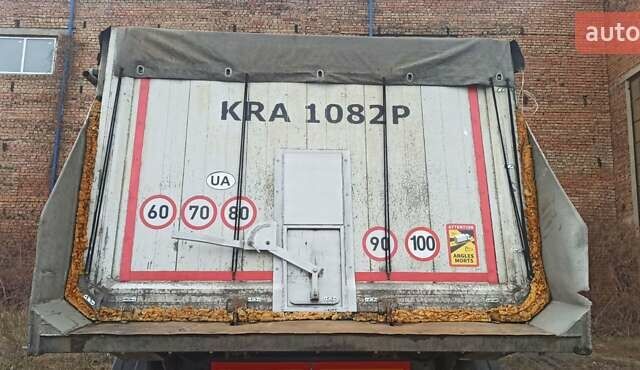 auto
KRA 1082P
UA
60 70 80
90 100
ATTENTION
ANGLES
MORTS